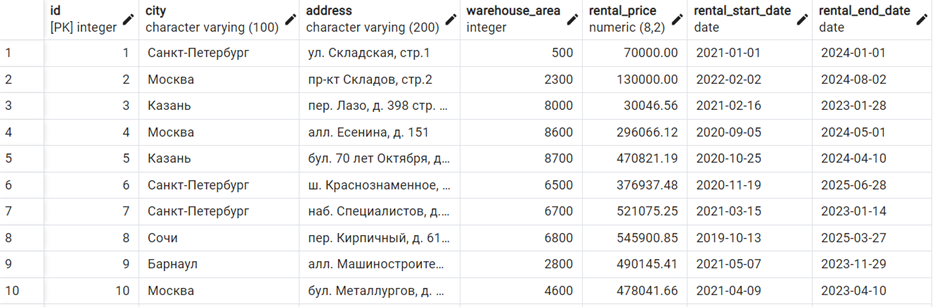 id city address warehouse_area rental_price rental_start_date rental_end_date
[PK] integer character varying (100) character varying (200) integer numeric (8,2) date date
1 1 Санкт-Петербург ул. Складская, стр.1 500 70000.00 2021-01-01 2024-01-01
2 2 Москва пр-кт Складов, стр.2 2300 130000.00 2022-02-02 2024-08-02
3 3 Казань пер. Лазо, д. 398 стр. ... 8000 30046.56 2021-02-16 2023-01-28
4 4 Москва алл. Есенина, д. 151 8600 296066.12 2020-09-05 2024-05-01
5 5 Казань бул. 70 лет Октября, д... 8700 470821.19 2020-10-25 2024-04-10
6 6 Санкт-Петербург ш. Краснознаменное, ... 6500 376937.48 2020-11-19 2025-06-28
7 7 Санкт-Петербург наб. Специалистов, д.... 6700 521075.25 2021-03-15 2023-01-14
8 8 Сочи пер. Кирпичный, д. 61... 6800 545900.85 2019-10-13 2025-03-27
9 9 Барнаул алл. Машиностроите... 2800 490145.41 2021-05-07 2023-11-29
10 10 Москва бул. Металлургов, д. ... 4600 478041.66 2021-04-09 2023-04-10